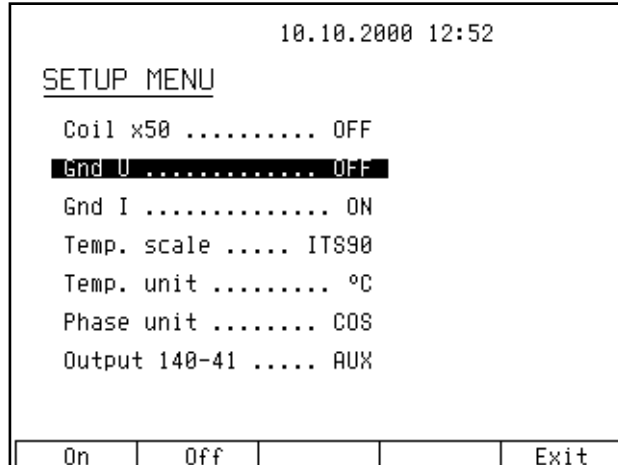 10.10.2000 12:52
SETUP MENU
Coil x50 .......... OFF
Gnd U ............. OFF
Gnd I .............. ON
Temp. scale ..... ITS90
Temp. unit ......... ºC
Phase unit ........ COS
Output 140-41 ..... AUX
On Off Exit